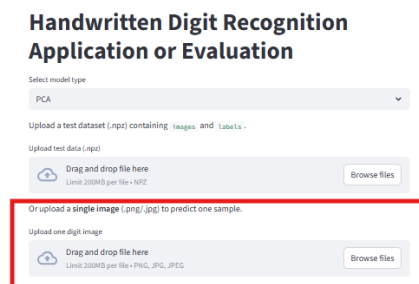 Handwritten Digit Recognition
Application or Evaluation
Select model type
PCA
Upload a test dataset (.npz) containing images and labels.
Upload test data (.npz)
Drag and drop file here
Limit 200MB per file • NPZ
Browse files
Or upload a single image (.png/.jpg) to predict one sample.
Upload one digit image
Drag and drop file here
Limit 200MB per file • PNG, JPG, JPEG
Browse files